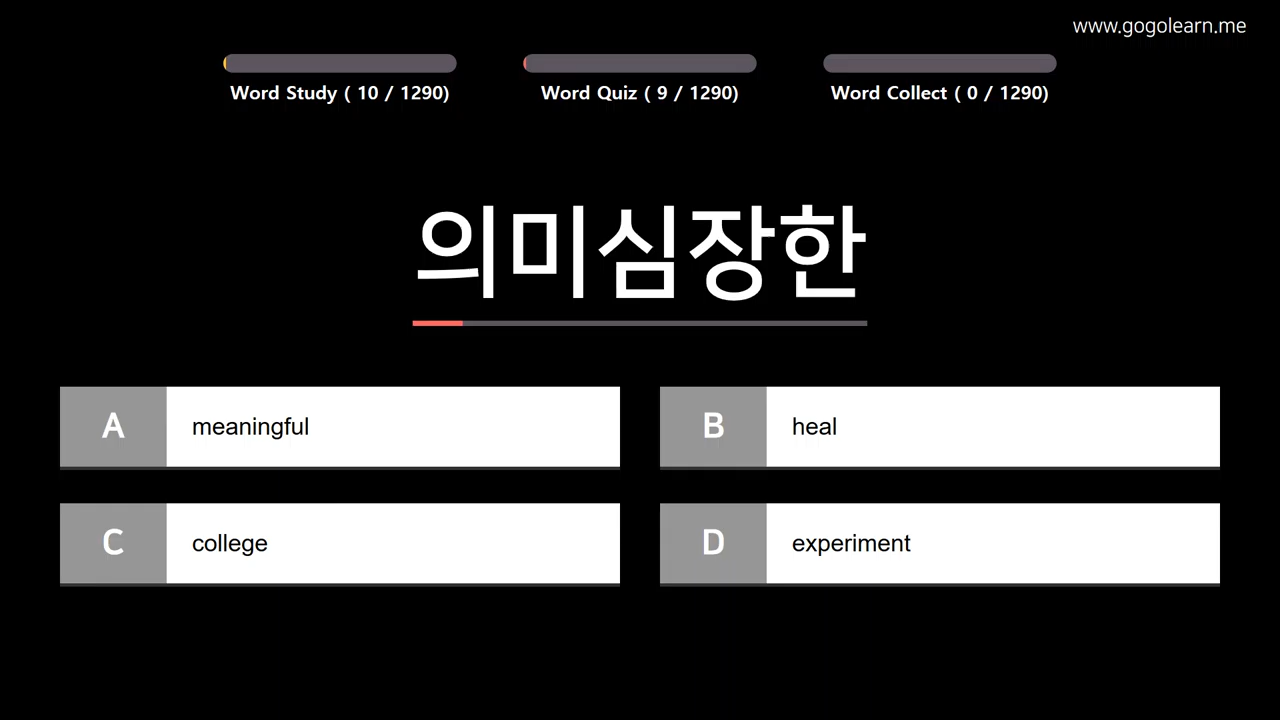 www.gogolearn.me
Word Study ( 10 / 1290)
Word Quiz ( 9 / 1290)
Word Collect ( 0 / 1290)
의미심장한
A meaningful
B heal
C college
D experiment